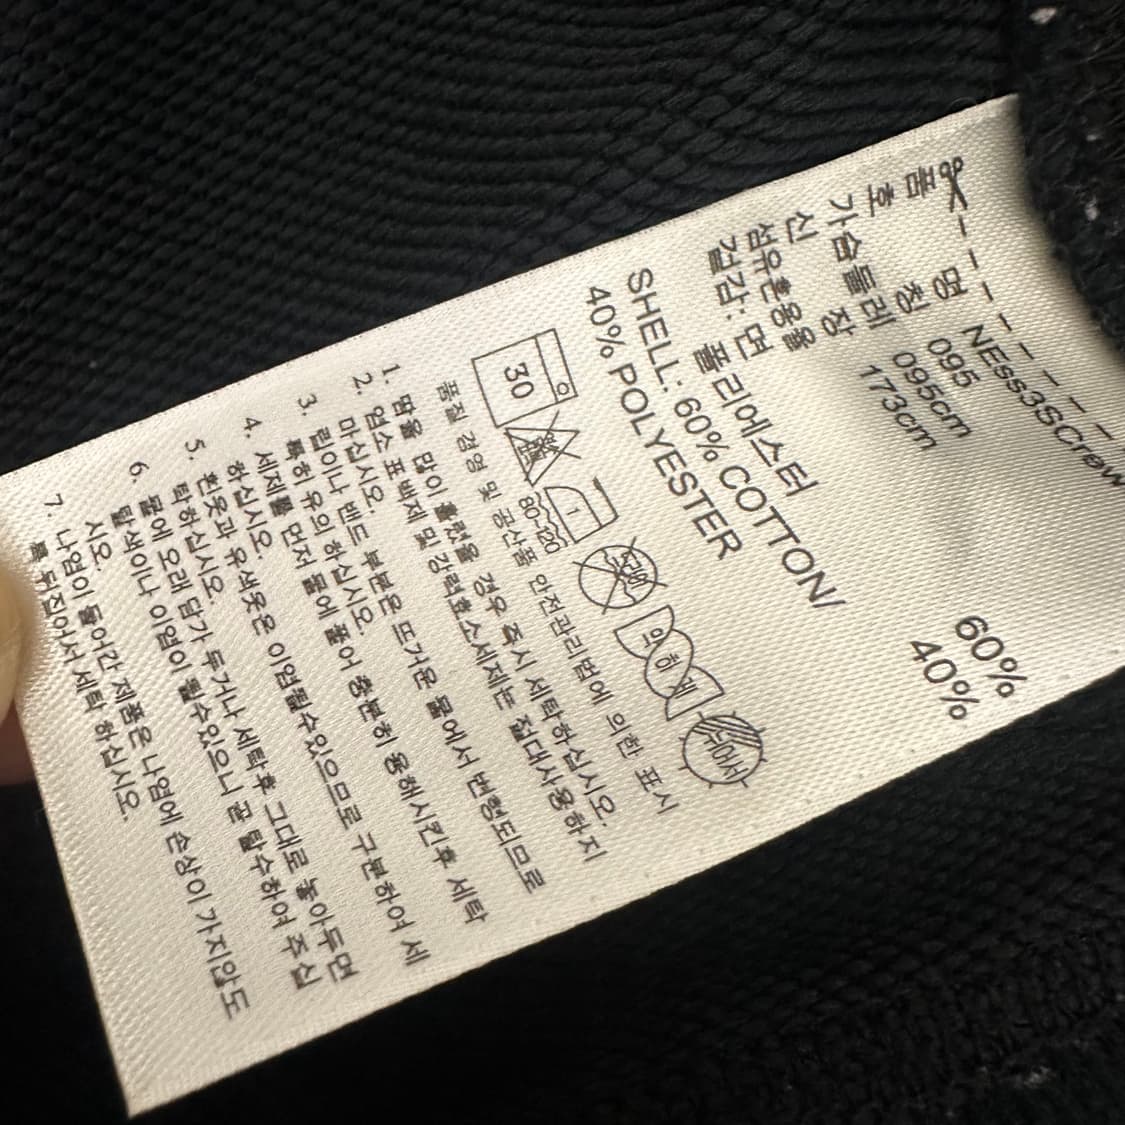 품 명 NESss3SCrew
호 칭 095
가슴둘레 095cm
신 장 173cm
섬유혼용율
겉감: 면 60%
폴리에스터 40%
SHELL: 60% COTTON/
40% POLYESTER
30 80-120 약 하 게 뉘어서
품질 경영 및 공산품 안전관리법에 의한 표시
1. 땀을 많이 흘렸을 경우 즉시 세탁하십시오.
2. 염소 표백제 및 강력효소세제는 절대사용하지
마십시오.
3. 립이나 밴드 부분은 뜨거운 물에서 변형되므로
특히 유의 하십시오.
4. 세제를 먼저 물에 풀어 충분히 용해시킨후 세탁
하십시오.
5. 흰옷과 유색옷은 이염될수있으므로 구분하여 세
탁하십시오.
6. 물에 오래 담가 두거나 세탁후 그대로 놓아두면
탈색이나 이염이 될수있으니 곧 탈수하여 주십
시오.
7. 나염이 들어간 제품은 나염에 손상이 가지않도
록 뒤집어서 세탁 하십시오.